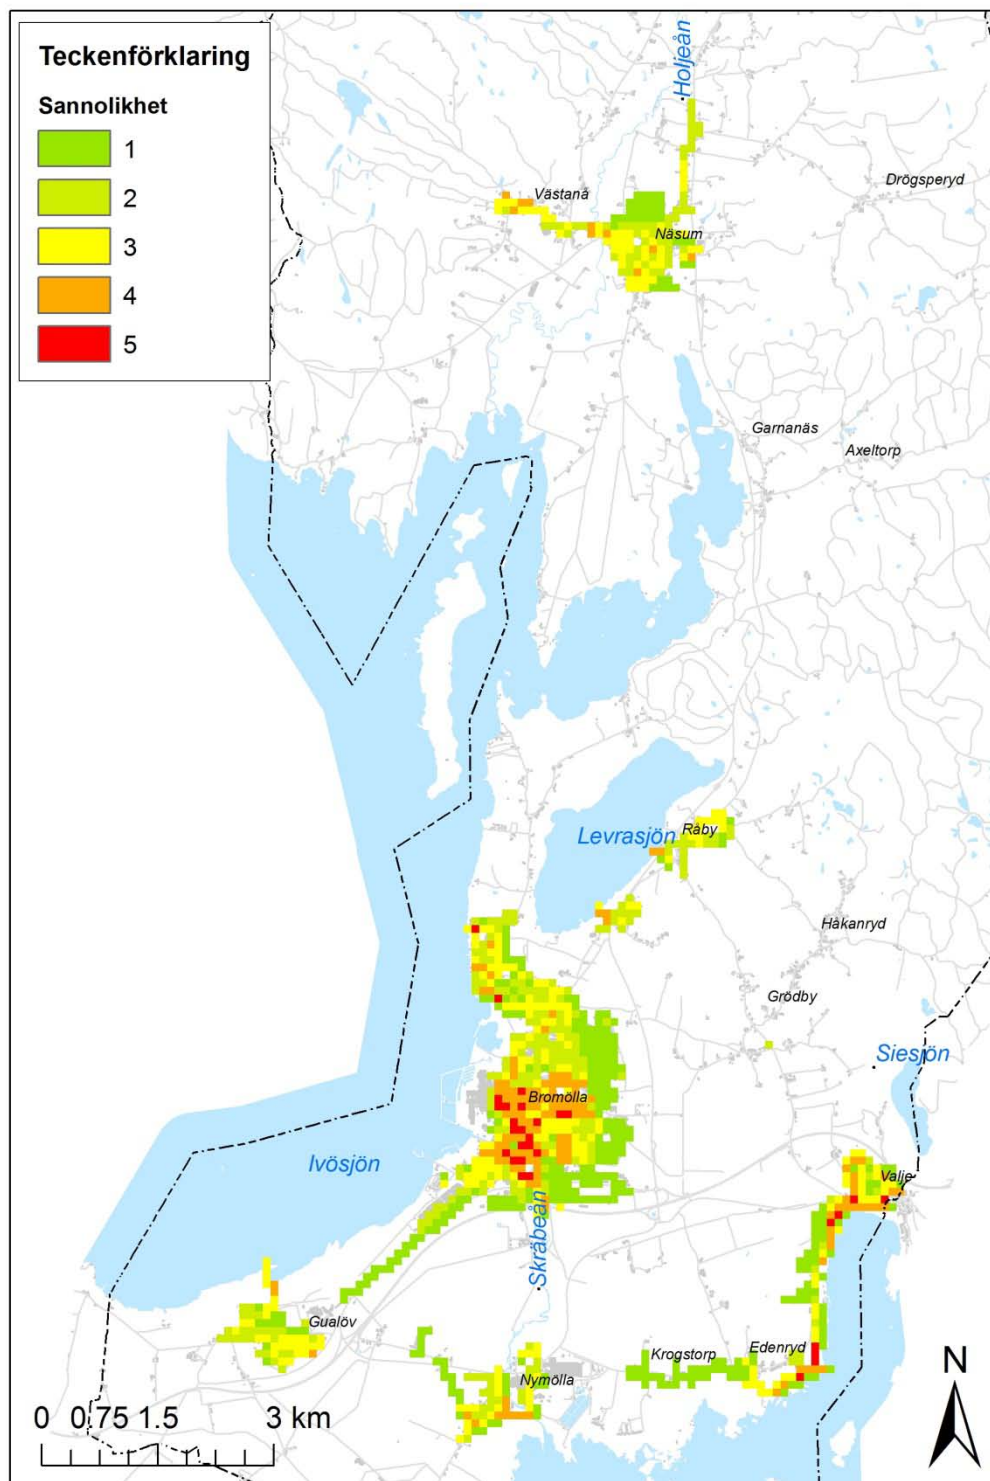 Teckenförklaring
Sannolikhet
1
2
3
4
5
Holjeån
Drögsperyd
Västanå
Näsum
Garnanäs
Axeltorp
Levrasjön
Råby
Håkanryd
Grödby
Siesjön
Bromölla
Ivösjön
Valje
Skräbeån
Gualöv
Krogstorp
Edenryd
Nymölla
N
0 0,75 1,5 3 km